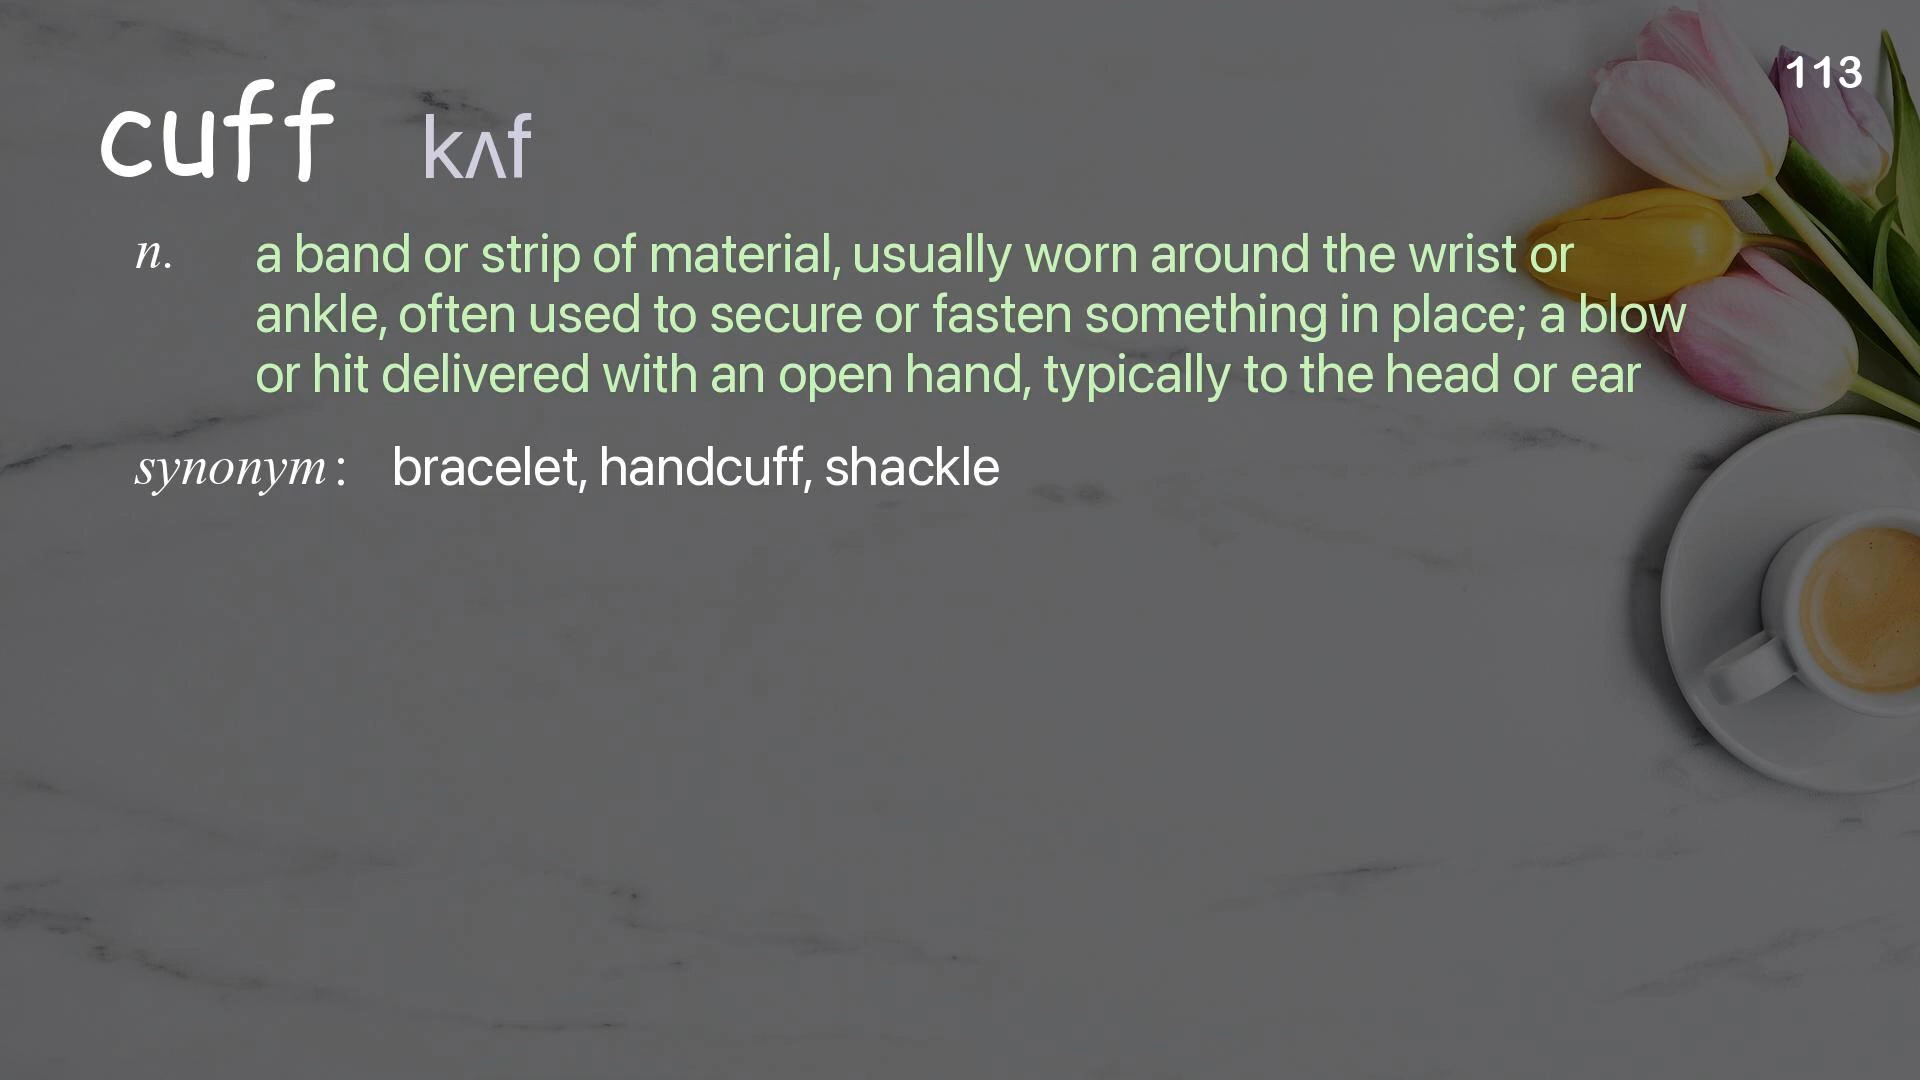 113
cuff kʌf
n. a band or strip of material, usually worn around the wrist or
ankle, often used to secure or fasten something in place; a blow
or hit delivered with an open hand, typically to the head or ear
synonym: bracelet, handcuff, shackle